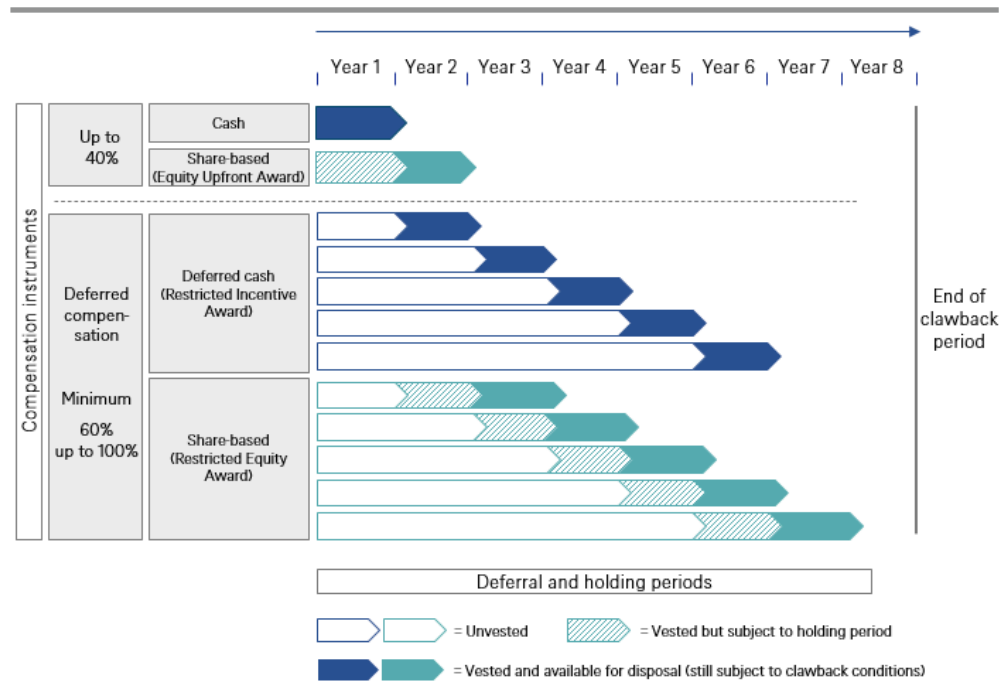 Year 1 Year 2 Year 3 Year 4 Year 5 Year 6 Year 7 Year 8
Compensation instruments
Up to
40%
Cash
Share-based
(Equity Upfront Award)
Deferred
compen-
sation
Minimum
60%
up to 100%
Deferred cash
(Restricted Incentive
Award)
Share-based
(Restricted Equity
Award)
End of
clawback
period
Deferral and holding periods
= Unvested
= Vested but subject to holding period
= Vested and available for disposal (still subject to clawback conditions)